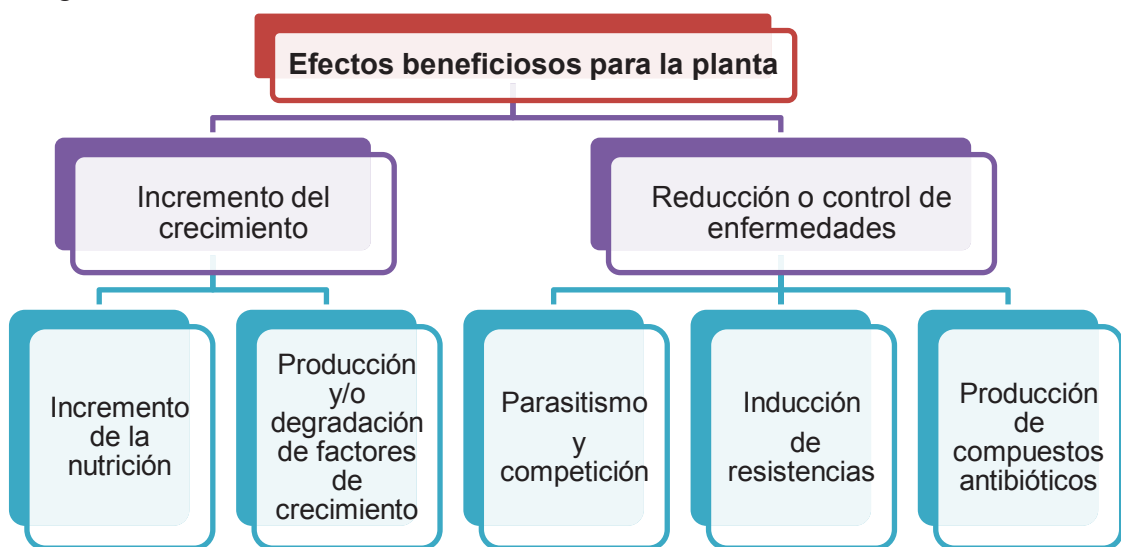 Efectos beneficiosos para la planta
Incremento del
crecimiento
Reducción o control de
enfermedades
Incremento
de la
nutrición
Producción
y/o
degradación
de factores
de
crecimiento
Parasitismo
y
competición
Inducción
de
resistencias
Producción
de
compuestos
antibióticos